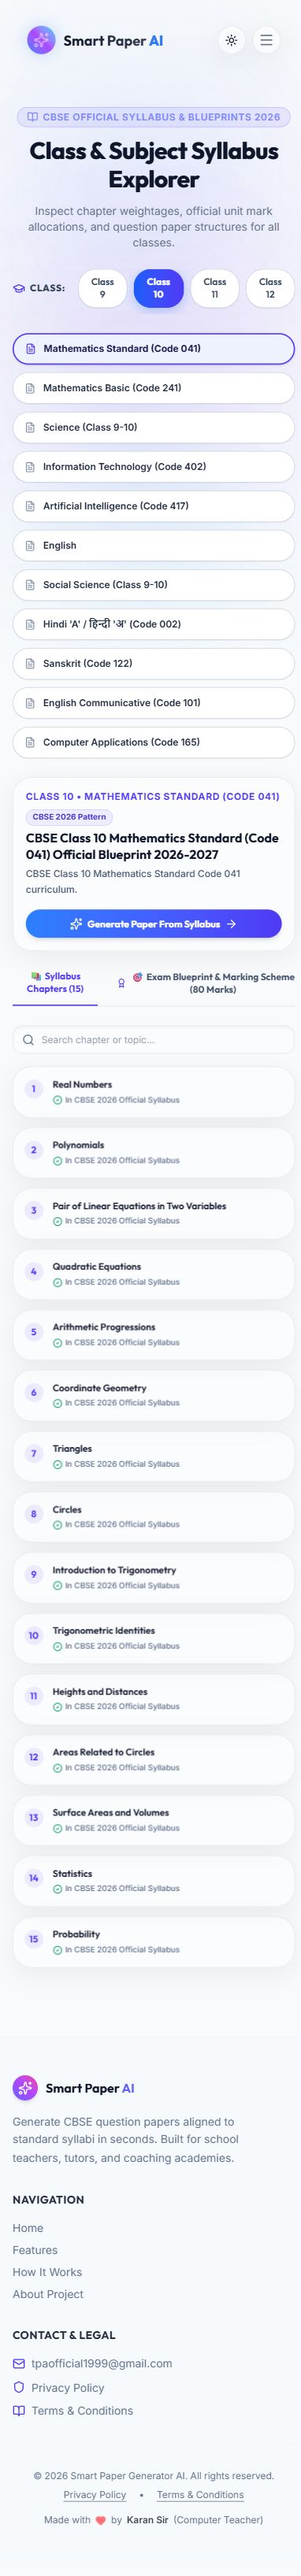 Smart Paper AI
CBSE OFFICIAL SYLLABUS & BLUEPRINTS 2026
Class & Subject Syllabus
Explorer
Inspect chapter weightages, official unit mark
allocations, and question paper structures for all
classes.
CLASS:
Class
9
Class
10
Class
11
Class
12
Mathematics Standard (Code 041)
Mathematics Basic (Code 241)
Science (Class 9-10)
Information Technology (Code 402)
Artificial Intelligence (Code 417)
English
Social Science (Class 9-10)
Hindi 'A' / हिन्दी 'अ' (Code 002)
Sanskrit (Code 122)
English Communicative (Code 101)
Computer Applications (Code 165)
CLASS 10 • MATHEMATICS STANDARD (CODE 041)
CBSE 2026 Pattern
CBSE Class 10 Mathematics Standard (Code
041) Official Blueprint 2026-2027
CBSE Class 10 Mathematics Standard Code 041
curriculum.
Generate Paper From Syllabus →
📚 Syllabus
Chapters (15)
🎯 Exam Blueprint & Marking Scheme
(80 Marks)
Search chapter or topic...
1
Real Numbers
In CBSE 2026 Official Syllabus
2
Polynomials
In CBSE 2026 Official Syllabus
3
Pair of Linear Equations in Two Variables
In CBSE 2026 Official Syllabus
4
Quadratic Equations
In CBSE 2026 Official Syllabus
5
Arithmetic Progressions
In CBSE 2026 Official Syllabus
6
Coordinate Geometry
In CBSE 2026 Official Syllabus
7
Triangles
In CBSE 2026 Official Syllabus
8
Circles
In CBSE 2026 Official Syllabus
9
Introduction to Trigonometry
In CBSE 2026 Official Syllabus
10
Trigonometric Identities
In CBSE 2026 Official Syllabus
11
Heights and Distances
In CBSE 2026 Official Syllabus
12
Areas Related to Circles
In CBSE 2026 Official Syllabus
13
Surface Areas and Volumes
In CBSE 2026 Official Syllabus
14
Statistics
In CBSE 2026 Official Syllabus
15
Probability
In CBSE 2026 Official Syllabus
Smart Paper AI
Generate CBSE question papers aligned to
standard syllabi in seconds. Built for school
teachers, tutors, and coaching academies.
NAVIGATION
Home
Features
How It Works
About Project
CONTACT & LEGAL
tpaofficial1999@gmail.com
Privacy Policy
Terms & Conditions
© 2026 Smart Paper Generator AI. All rights reserved.
Privacy Policy • Terms & Conditions
Made with ❤️ by Karan Sir (Computer Teacher)